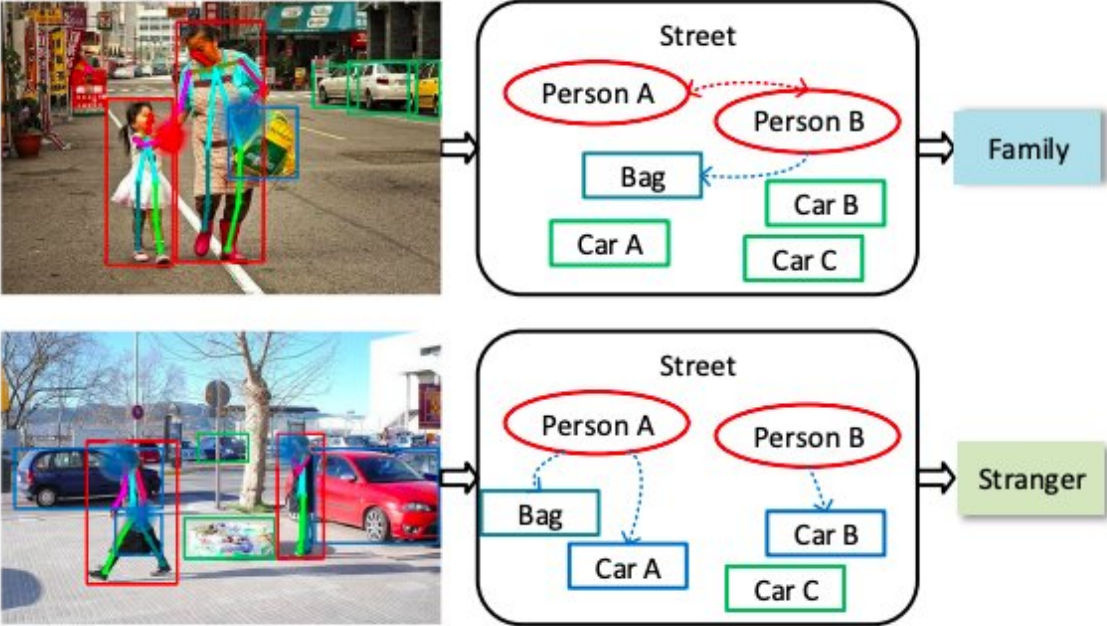 Street
Person A
Person B
Bag
Car B
Car A
Car C
Family
Street
Person A
Person B
Bag
Car B
Car A
Car C
Stranger